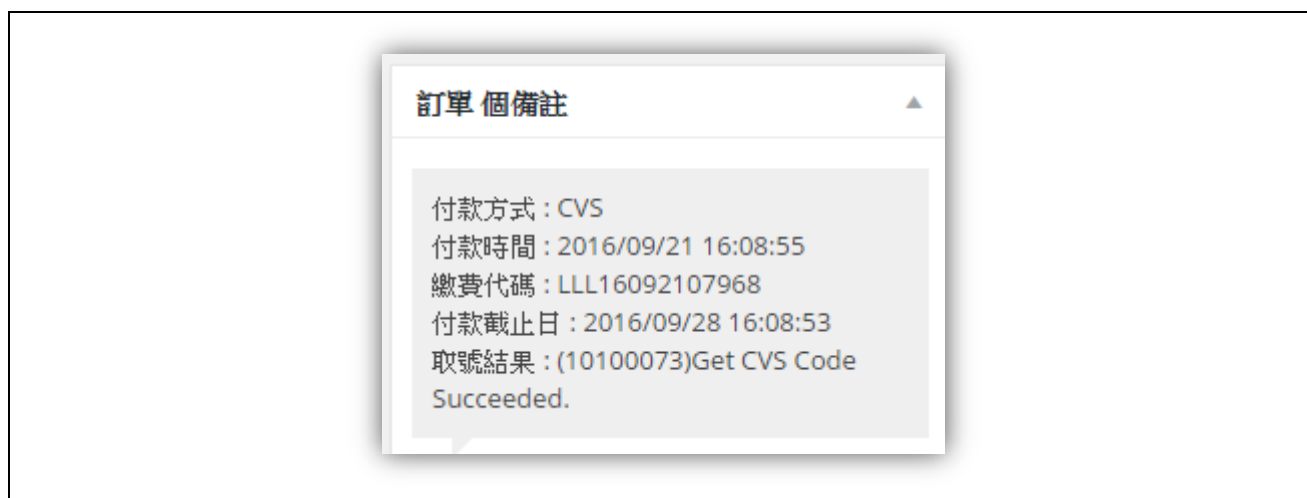 訂單 個備註
付款方式 : CVS
付款時間 : 2016/09/21 16:08:55
繳費代碼 : LLL16092107968
付款截止日 : 2016/09/28 16:08:53
取號結果 : (10100073)Get CVS Code
Succeeded.